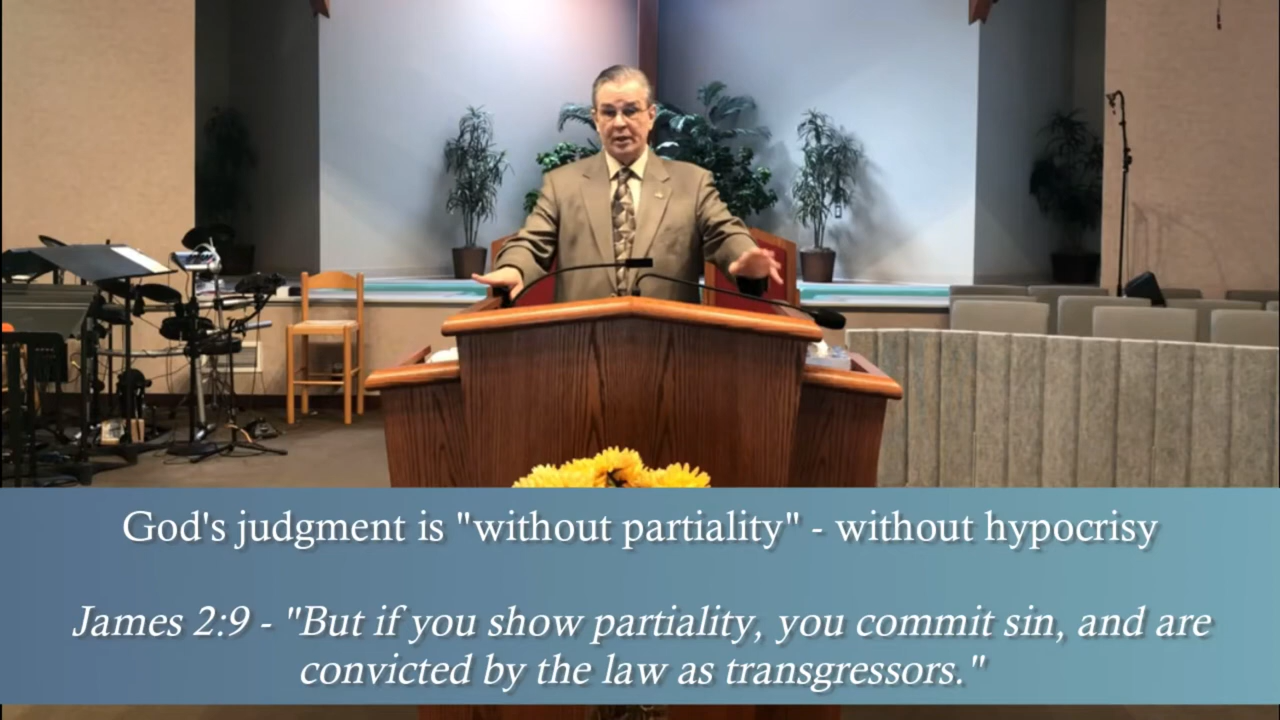 God's judgment is "without partiality" - without hypocrisy
James 2:9 - "But if you show partiality, you commit sin, and are
convicted by the law as transgressors."